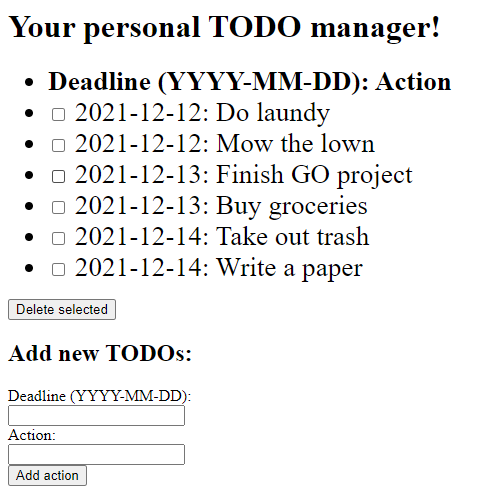 Your personal TODO manager!
Deadline (YYYY-MM-DD): Action
2021-12-12: Do laundy
2021-12-12: Mow the lown
2021-12-13: Finish GO project
2021-12-13: Buy groceries
2021-12-14: Take out trash
2021-12-14: Write a paper
Delete selected
Add new TODOs:
Deadline (YYYY-MM-DD):
Action:
Add action